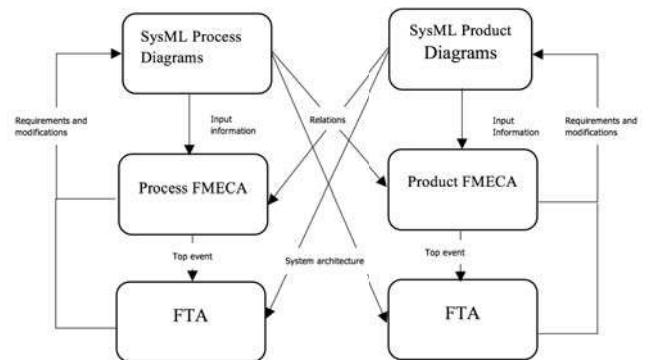 SysML Process
Diagrams
SysML Product
Diagrams
Requirements and
modifications
Input
information
Relations
Input
Information
Requirements and
modifications
Process FMECA
Product FMECA
Top event
System architecture
Top event
FTA
FTA